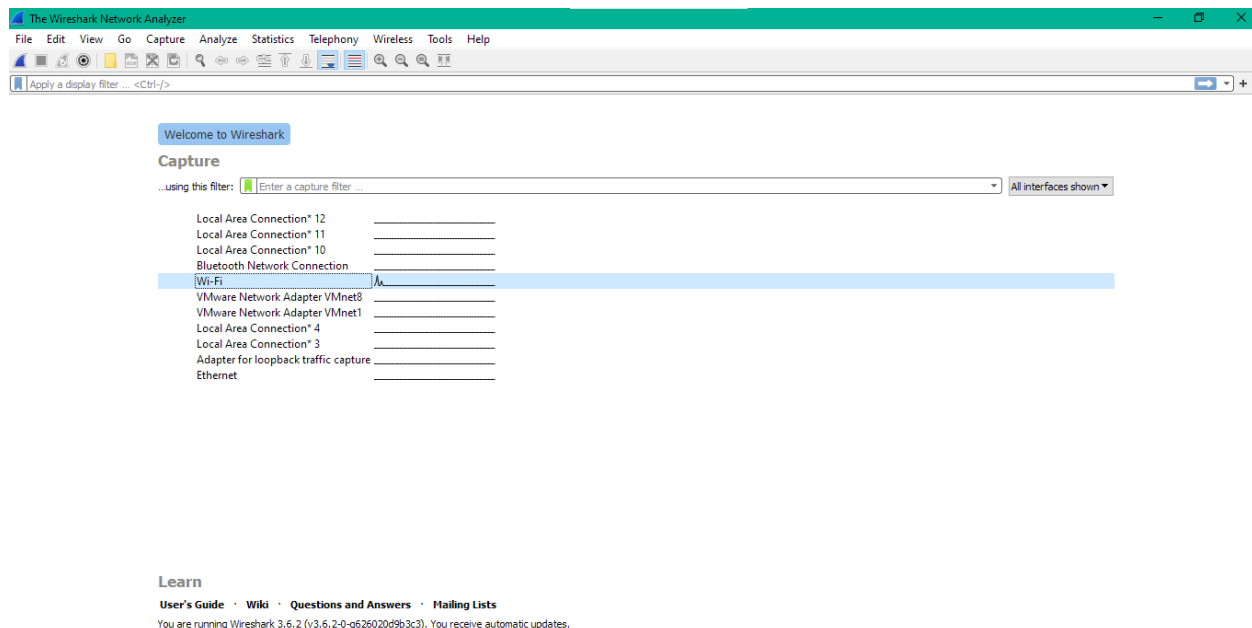 The Wireshark Network Analyzer
File Edit View Go Capture Analyze Statistics Telephony Wireless Tools Help
Apply a display filter ... <Ctrl-/>
Welcome to Wireshark
Capture
...using this filter: Enter a capture filter ... All interfaces shown
Local Area Connection* 12
Local Area Connection* 11
Local Area Connection* 10
Bluetooth Network Connection
Wi-Fi
VMware Network Adapter VMnet8
VMware Network Adapter VMnet1
Local Area Connection* 4
Local Area Connection* 3
Adapter for loopback traffic capture
Ethernet
Learn
User's Guide · Wiki · Questions and Answers · Mailing Lists
You are running Wireshark 3.6.2 (v3.6.2-0-g626020d9b3c3). You receive automatic updates.